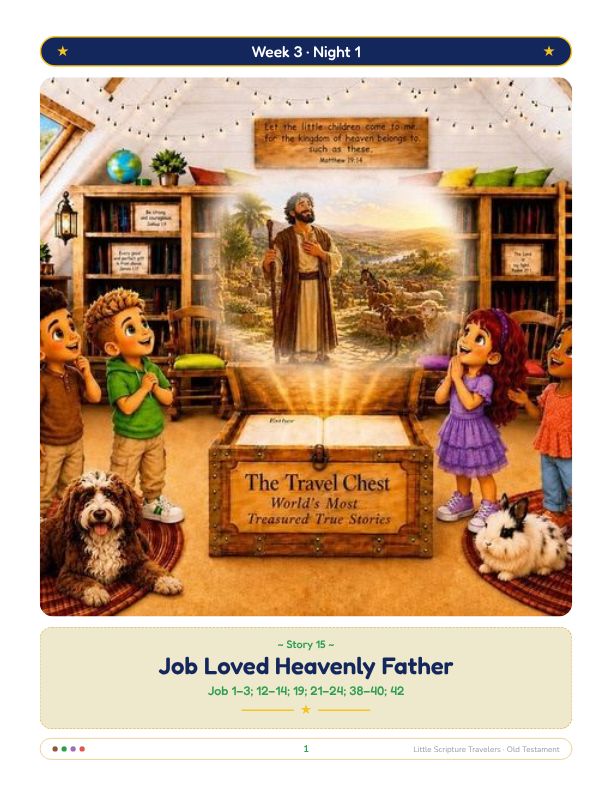 Week 3 · Night 1
Let the little children come to me...
for the kingdom of heaven belongs to
such as these.
Matthew 19:14
Be strong
and courageous.
Joshua 1:9
Every good
and perfect gift
is from above.
James 1:17
The Lord
is
my light.
Psalm 27:1
The Travel Chest
World's Most
Treasured True Stories
~ Story 15 ~
Job Loved Heavenly Father
Job 1–3; 12–14; 19; 21–24; 38–40; 42
1
Little Scripture Travelers · Old Testament